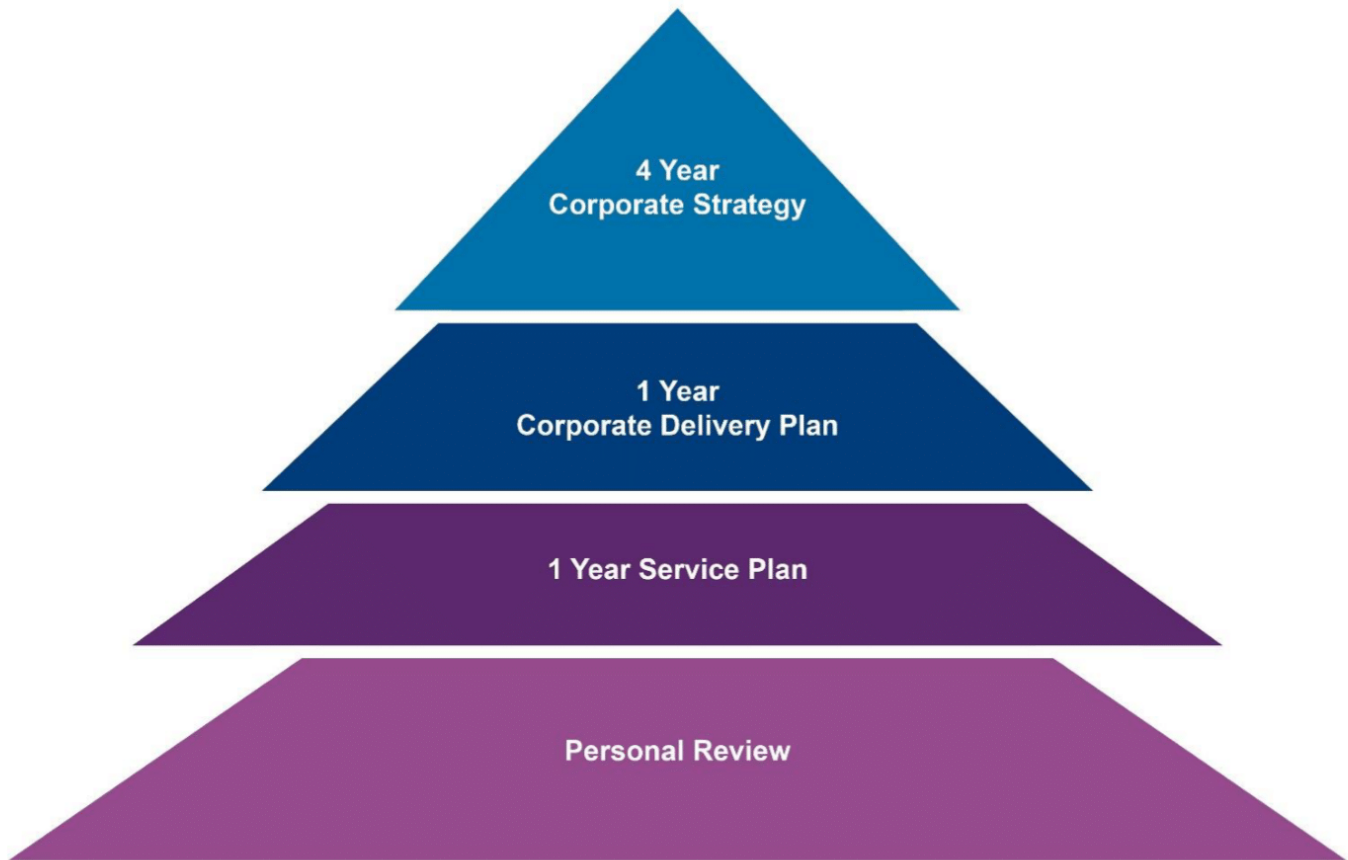 4 Year
Corporate Strategy
1 Year
Corporate Delivery Plan
1 Year Service Plan
Personal Review